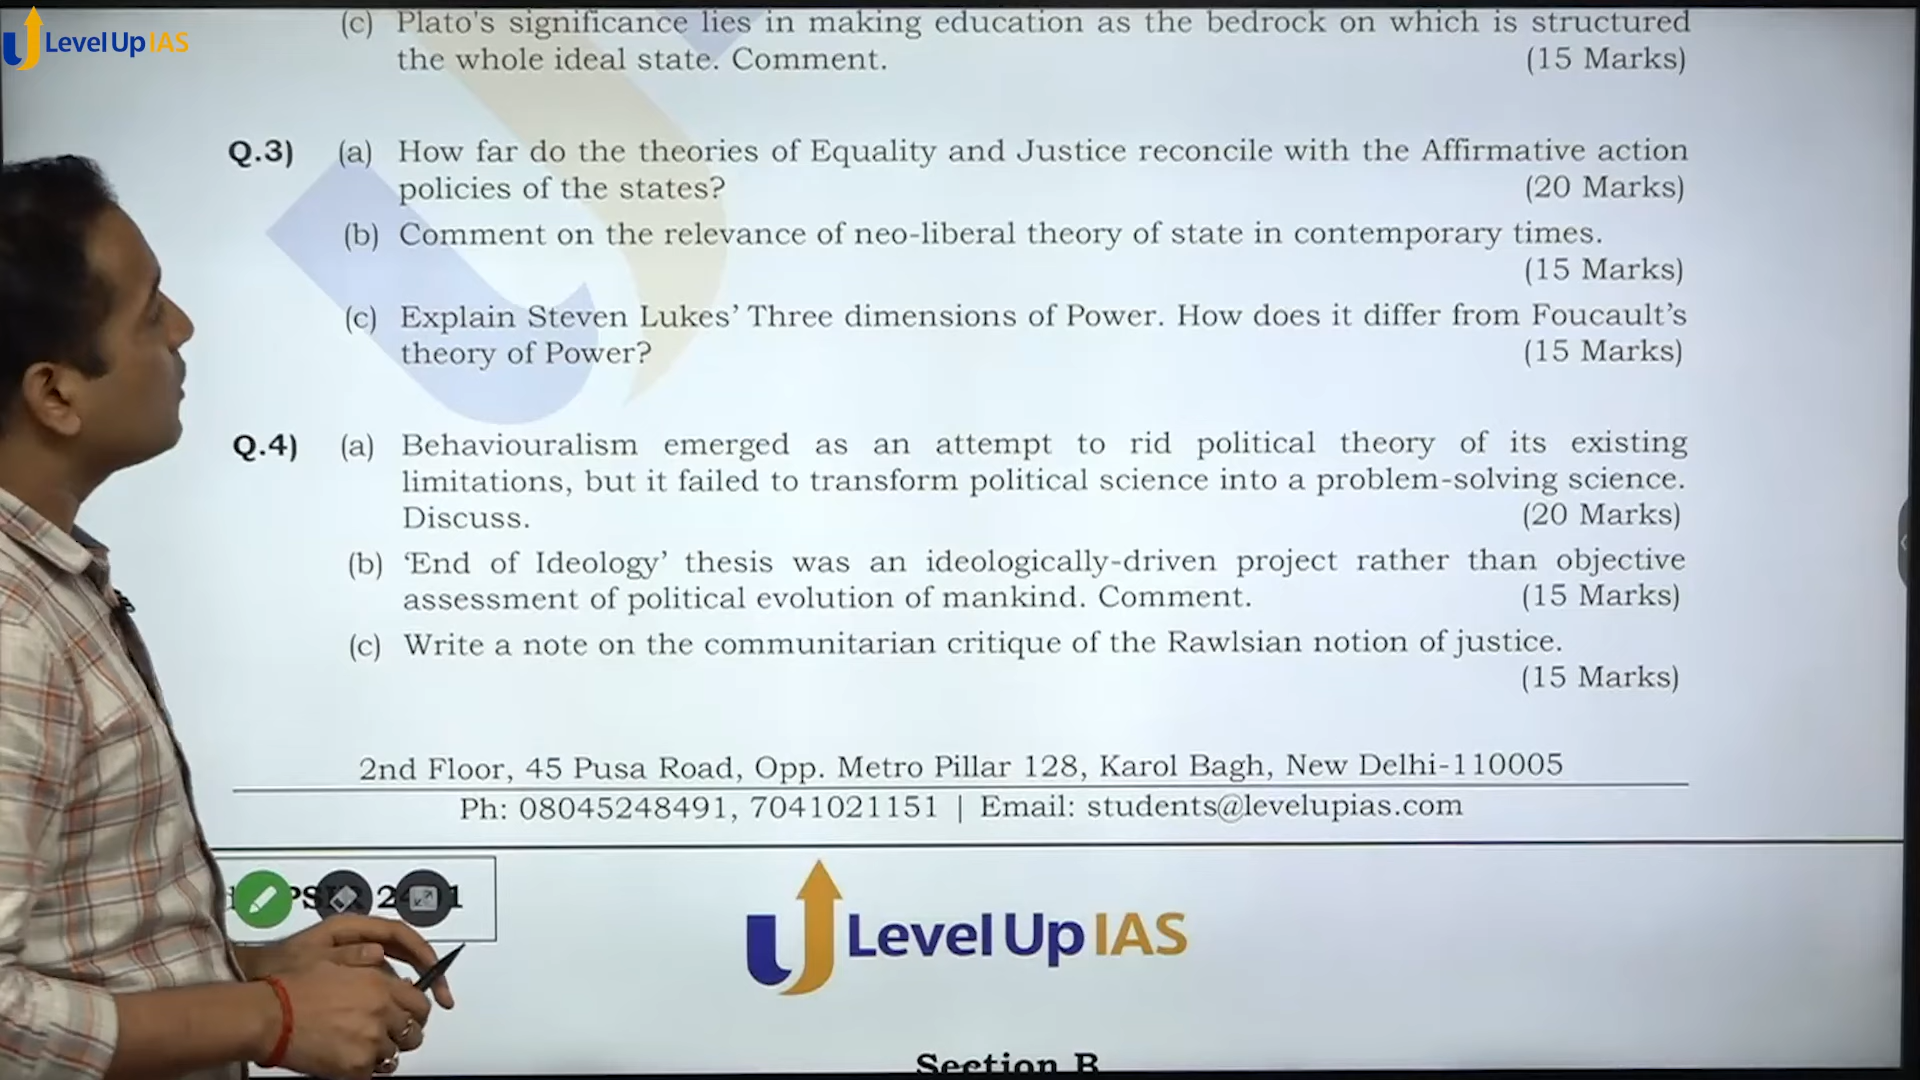 Level Up IAS
(c) Plato's significance lies in making education as the bedrock on which is structured
the whole ideal state. Comment. (15 Marks)
Q.3) (a) How far do the theories of Equality and Justice reconcile with the Affirmative action
policies of the states? (20 Marks)
(b) Comment on the relevance of neo-liberal theory of state in contemporary times.
(15 Marks)
(c) Explain Steven Lukes' Three dimensions of Power. How does it differ from Foucault's
theory of Power? (15 Marks)
Q.4) (a) Behaviouralism emerged as an attempt to rid political theory of its existing
limitations, but it failed to transform political science into a problem-solving science.
Discuss. (20 Marks)
(b) 'End of Ideology' thesis was an ideologically-driven project rather than objective
assessment of political evolution of mankind. Comment. (15 Marks)
(c) Write a note on the communitarian critique of the Rawlsian notion of justice.
(15 Marks)
2nd Floor, 45 Pusa Road, Opp. Metro Pillar 128, Karol Bagh, New Delhi-110005
Ph: 08045248491, 7041021151 | Email: students@levelupias.com
Level Up IAS
Section B